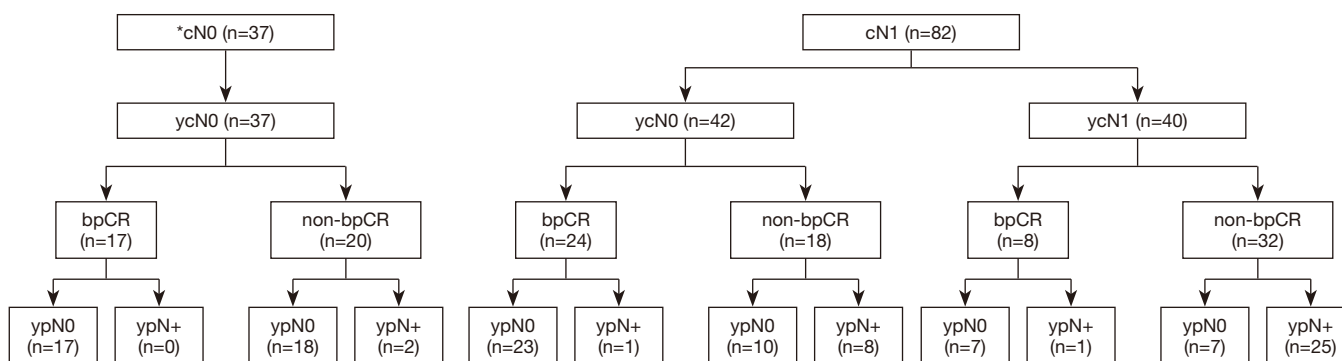 *cN0 (n=37)
cN1 (n=82)
ycN0 (n=37)
ycN0 (n=42)
ycN1 (n=40)
bpCR
(n=17)
non-bpCR
(n=20)
bpCR
(n=24)
non-bpCR
(n=18)
bpCR
(n=8)
non-bpCR
(n=32)
ypN0
(n=17)
ypN+
(n=0)
ypN0
(n=18)
ypN+
(n=2)
ypN0
(n=23)
ypN+
(n=1)
ypN0
(n=10)
ypN+
(n=8)
ypN0
(n=7)
ypN+
(n=1)
ypN0
(n=7)
ypN+
(n=25)